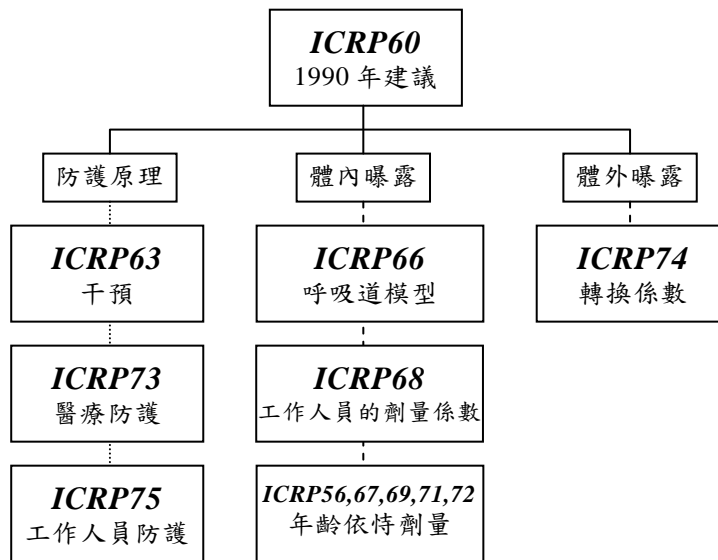 ICRP60
1990 年建議
防護原理
體內曝露
體外曝露
ICRP63
干預
ICRP66
呼吸道模型
ICRP74
轉換係數
ICRP73
醫療防護
ICRP68
工作人員的劑量係數
ICRP75
工作人員防護
ICRP56,67,69,71,72
年齡依恃劑量